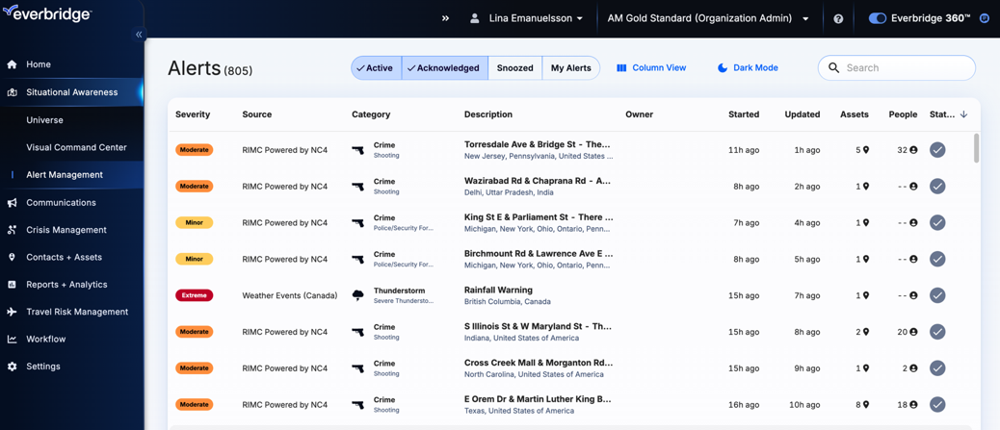 everbridge
Lina Emanuelsson
AM Gold Standard (Organization Admin)
Everbridge 360™
Home
Situational Awareness
Universe
Visual Command Center
Alert Management
Communications
Crisis Management
Contacts + Assets
Reports + Analytics
Travel Risk Management
Workflow
Settings
Alerts (805)
Active
Acknowledged
Snoozed
My Alerts
Column View
Dark Mode
Search
Severity Source Category Description Owner Started Updated Assets People Stat...
Moderate RIMC Powered by NC4 Crime Torresdale Ave & Bridge St - The... 11h ago 1h ago 5 32
Shooting New Jersey, Pennsylvania, United States ...
Moderate RIMC Powered by NC4 Crime Wazirabad Rd & Chaprana Rd - A... 8h ago 2h ago 1 --
Shooting Delhi, Uttar Pradesh, India
Minor RIMC Powered by NC4 Crime King St E & Parliament St - There ... 7h ago 4h ago 1 --
Police/Security For... Michigan, New York, Ohio, Ontario, Penn...
Minor RIMC Powered by NC4 Crime Birchmount Rd & Lawrence Ave E ... 8h ago 5h ago 1 --
Police/Security For... Michigan, New York, Ohio, Ontario, Penn...
Extreme Weather Events (Canada) Thunderstorm Rainfall Warning 15h ago 7h ago 1 --
Severe Thundersto... British Columbia, Canada
Moderate RIMC Powered by NC4 Crime S Illinois St & W Maryland St - Th... 15h ago 8h ago 2 20
Shooting Indiana, United States of America
Moderate RIMC Powered by NC4 Crime Cross Creek Mall & Morganton Rd... 15h ago 9h ago 1 2
Shooting North Carolina, United States of America
Moderate RIMC Powered by NC4 Crime E Orem Dr & Martin Luther King B... 16h ago 10h ago 8 18
Shooting Texas, United States of America